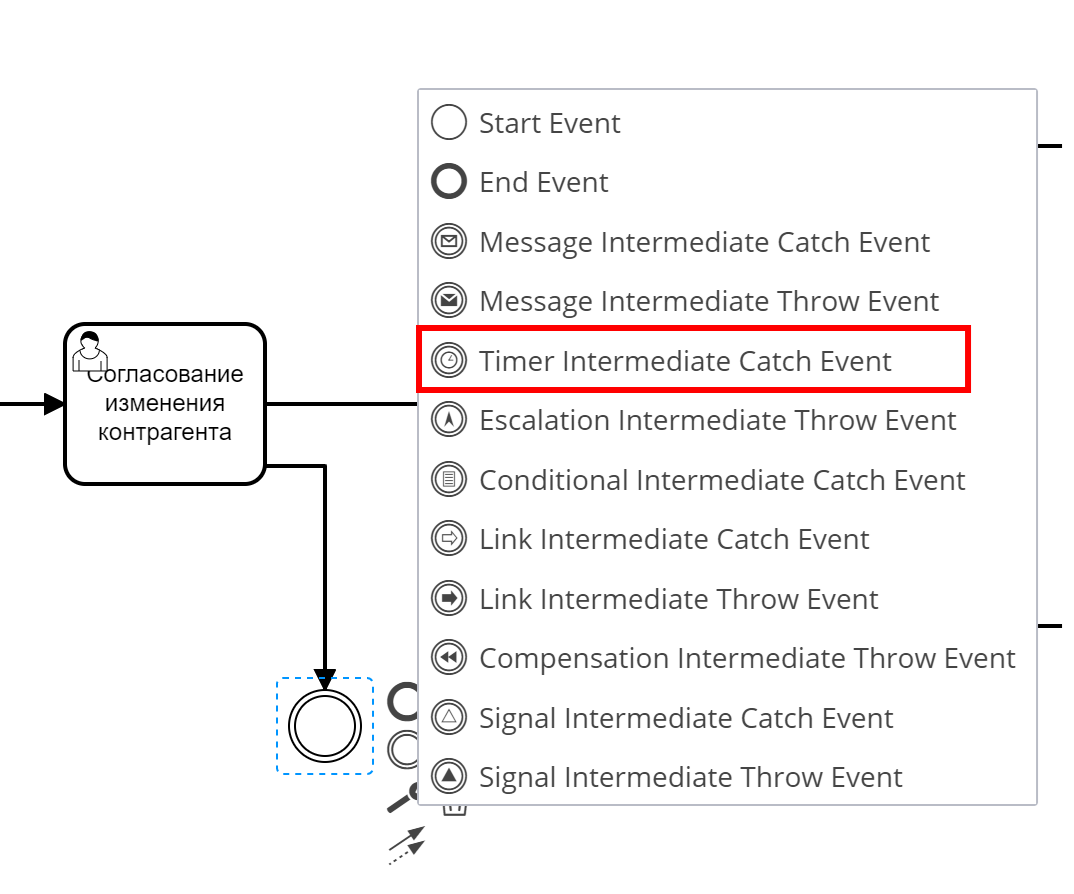 Start Event
End Event
Message Intermediate Catch Event
Message Intermediate Throw Event
Timer Intermediate Catch Event
Согласование
изменения
контрагента
Escalation Intermediate Throw Event
Conditional Intermediate Catch Event
Link Intermediate Catch Event
Link Intermediate Throw Event
Compensation Intermediate Throw Event
Signal Intermediate Catch Event
Signal Intermediate Throw Event